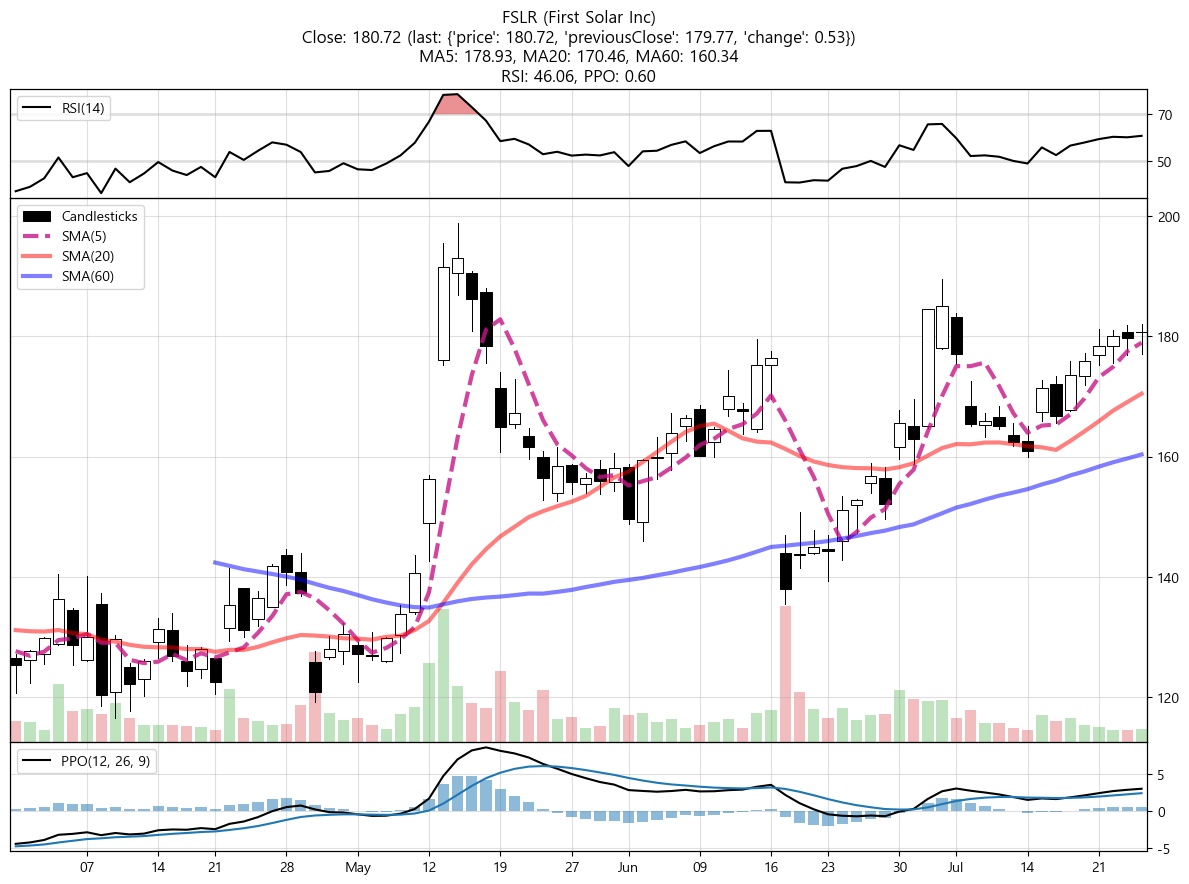 FSLR (First Solar Inc)
Close: 180.72 (last: {'price': 180.72, 'previousClose': 179.77, 'change': 0.53})
MA5: 178.93, MA20: 170.46, MA60: 160.34
RSI: 46.06, PPO: 0.60
RSI(14)
70
50
Candlesticks
SMA(5)
SMA(20)
SMA(60)
200
180
160
140
120
PPO(12, 26, 9)
5
0
-5
07 14 21 28 May 12 19 27 Jun 09 16 23 30 Jul 14 21